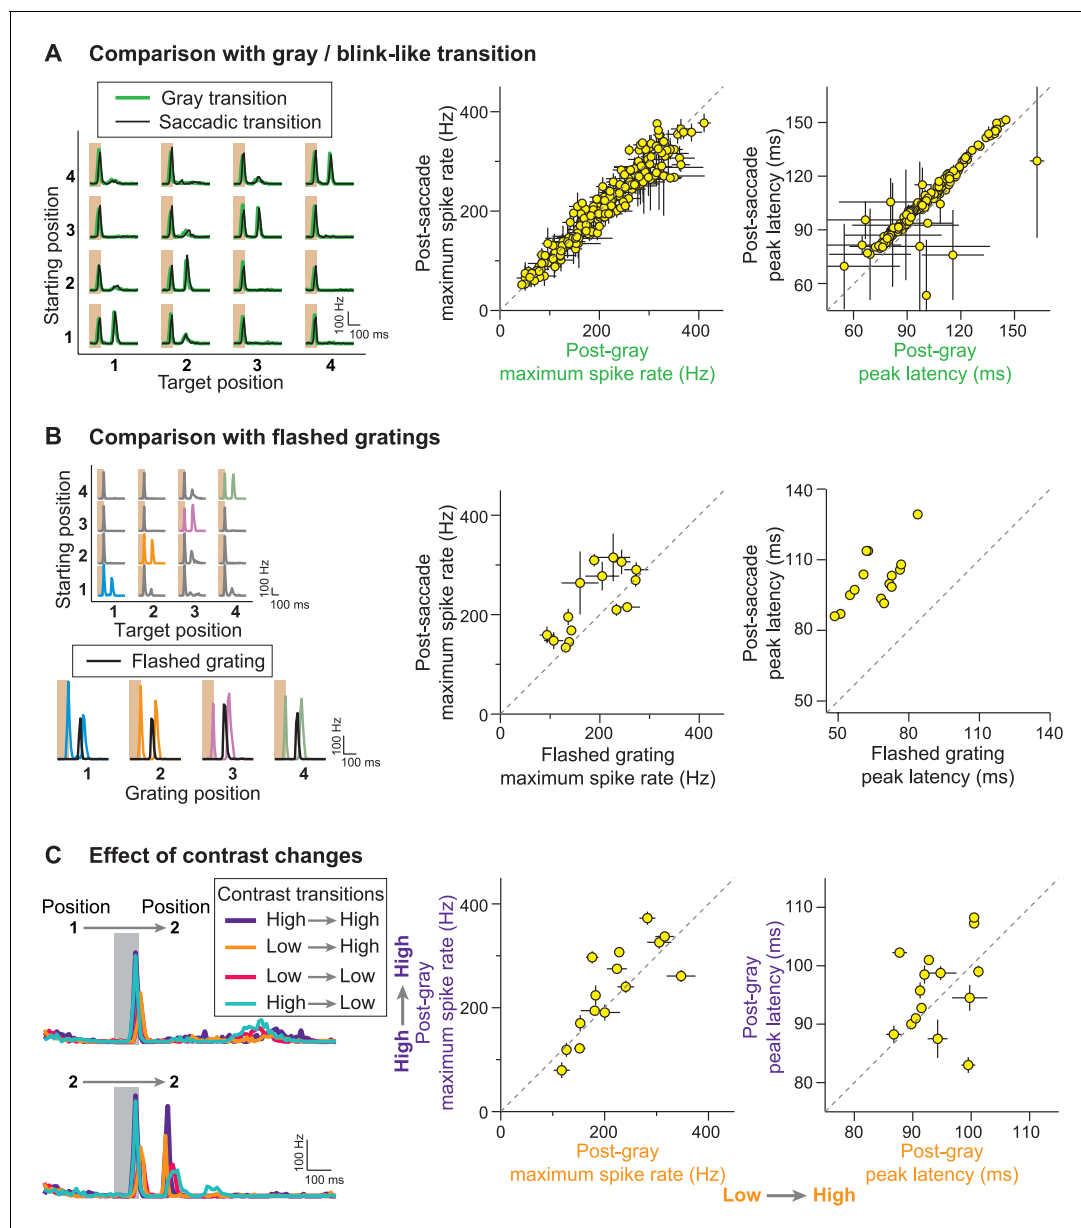 A Comparison with gray / blink-like transition
Gray transition
Saccadic transition
Starting position
4
3
2
1
1 2 3 4
Target position
100 Hz
100 ms
Post-saccade
maximum spike rate (Hz)
400
200
0
0 200 400
Post-gray
maximum spike rate (Hz)
Post-saccade
peak latency (ms)
150
120
90
60
60 90 120 150
Post-gray
peak latency (ms)
B Comparison with flashed gratings
Starting position
4
3
2
1
1 2 3 4
Target position
100 Hz
100 ms
Flashed grating
1 2 3 4
Grating position
100 Hz
100 ms
Post-saccade
maximum spike rate (Hz)
400
200
0
0 200 400
Flashed grating
maximum spike rate (Hz)
Post-saccade
peak latency (ms)
140
110
80
50
50 80 110 140
Flashed grating
peak latency (ms)
C Effect of contrast changes
Position Position
1 → 2
Contrast transitions
High → High
Low → High
Low → Low
High → Low
2 → 2
100 Hz
100 ms
High → High
Post-gray
maximum spike rate (Hz)
400
200
0
0 200 400
Post-gray
maximum spike rate (Hz)
Post-gray
peak latency (ms)
110
100
90
80
80 90 100 110
Post-gray
peak latency (ms)
Low → High